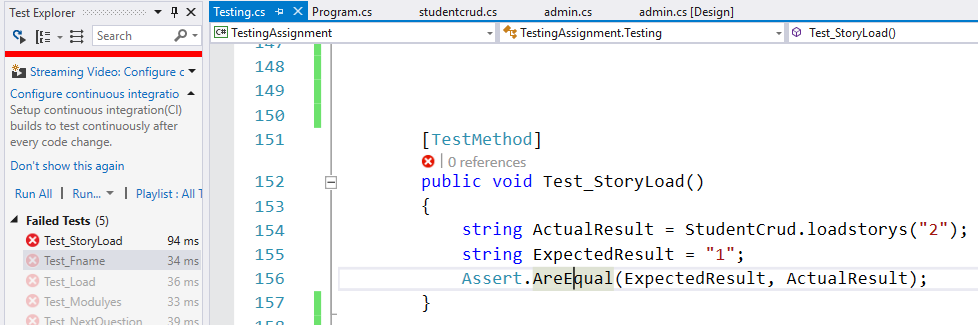 Test Explorer
Search
Streaming Video: Configure c
Configure continuous integratio
Setup continuous integration(CI)
builds to test continuously after
every code change.
Don't show this again
Run All | Run... | Playlist : All T
Failed Tests (5)
Test_StoryLoad 94 ms
Test_Fname 34 ms
Test_Load 36 ms
Test_Modulyes 33 ms
Test_NextQuestion 39 ms
Testing.cs Program.cs studentcrud.cs admin.cs admin.cs [Design]
C# TestingAssignment TestingAssignment.Testing Test_StoryLoad()
147
148
149
150
151 [TestMethod]
| 0 references
152 public void Test_StoryLoad()
153 {
154 string ActualResult = StudentCrud.loadstorys("2");
155 string ExpectedResult = "1";
156 Assert.AreEqual(ExpectedResult, ActualResult);
157 }
158